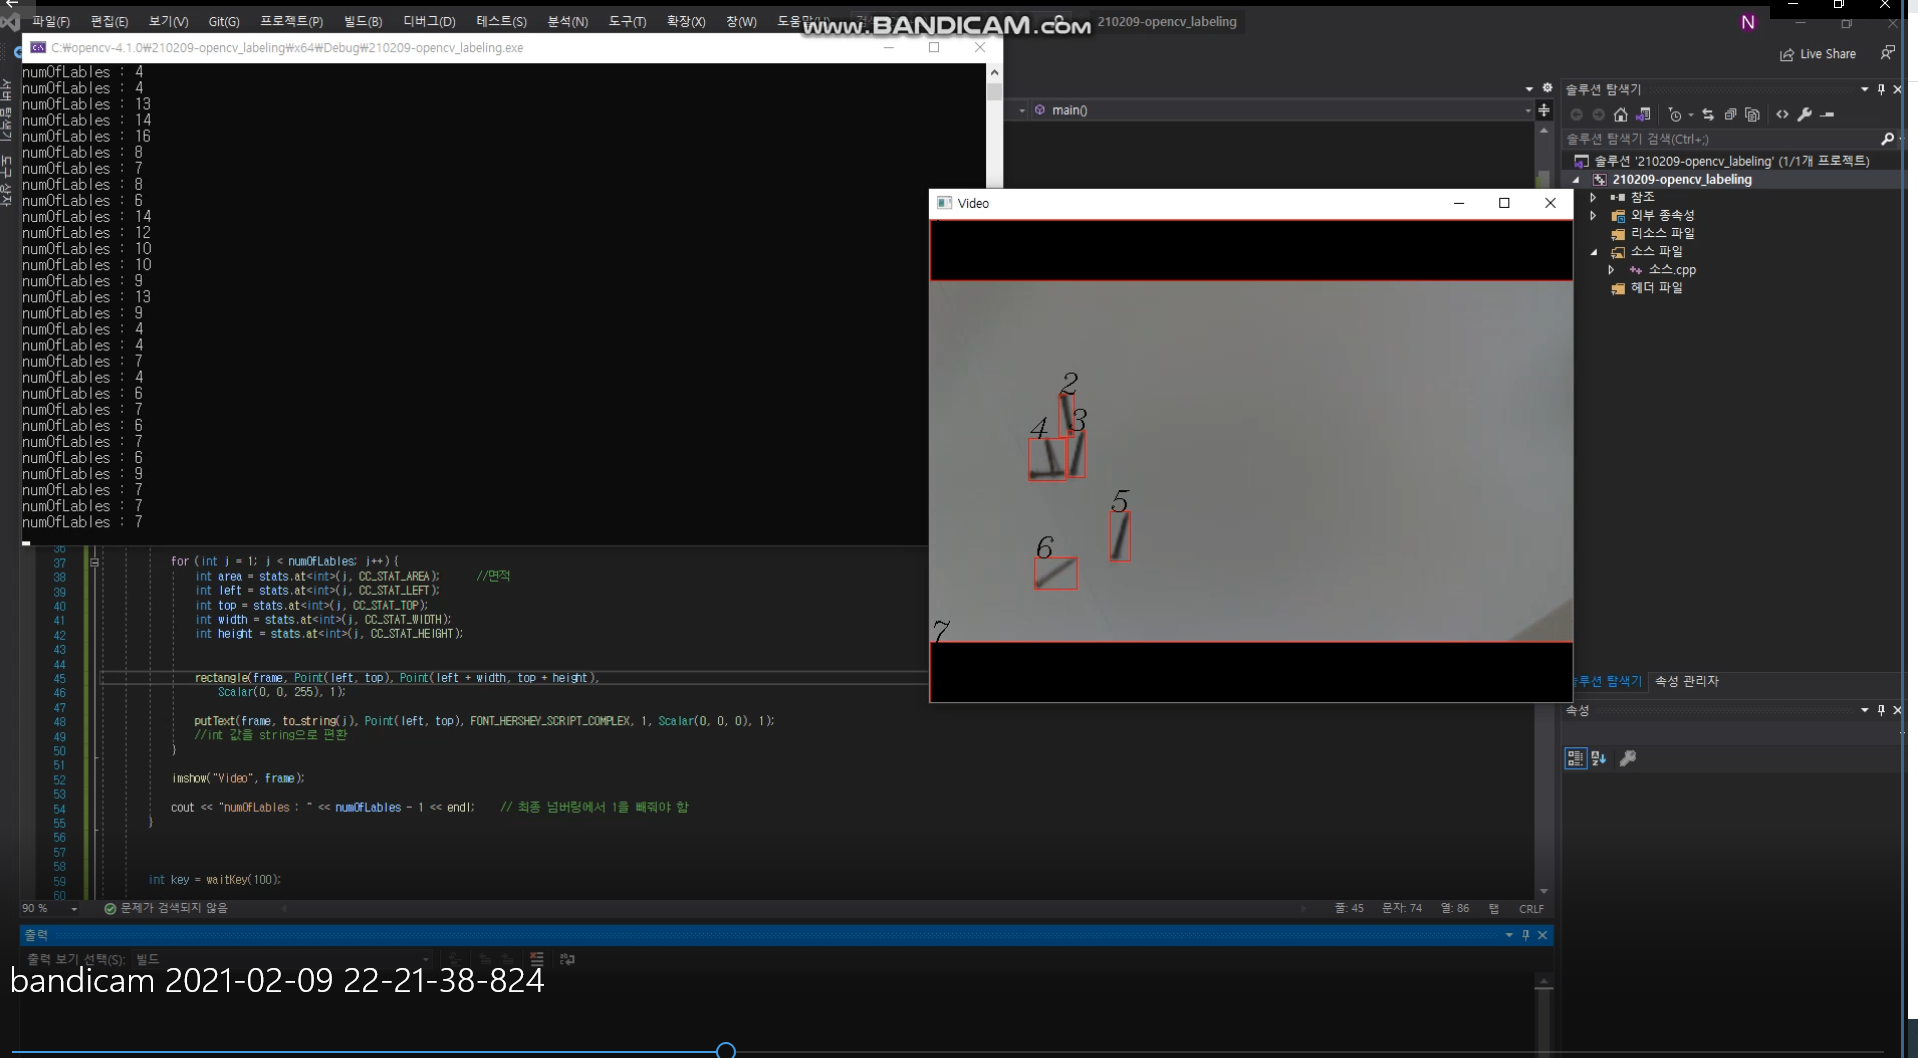 파일(F) 편집(E) 보기(V) Git(G) 프로젝트(P) 빌드(B) 디버그(D) 테스트(S) 분석(N) 도구(T) 확장(X) 창(W)
www.BANDICAM.com
210209-opencv_labeling
N
Live Share
C:₩opencv-4.1.0₩210209-opencv_labeling₩x64₩Debug₩210209-opencv_labeling.exe
numOfLables : 4
numOfLables : 4
numOfLables : 13
numOfLables : 14
numOfLables : 16
numOfLables : 8
numOfLables : 7
numOfLables : 8
numOfLables : 6
numOfLables : 14
numOfLables : 12
numOfLables : 10
numOfLables : 10
numOfLables : 9
numOfLables : 13
numOfLables : 9
numOfLables : 4
numOfLables : 4
numOfLables : 7
numOfLables : 4
numOfLables : 6
numOfLables : 7
numOfLables : 6
numOfLables : 7
numOfLables : 6
numOfLables : 9
numOfLables : 7
numOfLables : 7
numOfLables : 7
서버 탐색기
도구 상자
main()
Video
2
3
4
5
6
7
솔루션 탐색기
솔루션 탐색기 검색(Ctrl+;)
솔루션 '210209-opencv_labeling' (1/1개 프로젝트)
210209-opencv_labeling
참조
외부 종속성
리소스 파일
소스 파일
소스.cpp
헤더 파일
솔루션 탐색기 속성 관리자
속성
36
37 for (int j = 1; j < numOfLables; j++) {
38 int area = stats.at<int>(j, CC_STAT_AREA); //면적
39 int left = stats.at<int>(j, CC_STAT_LEFT);
40 int top = stats.at<int>(j, CC_STAT_TOP);
41 int width = stats.at<int>(j, CC_STAT_WIDTH);
42 int height = stats.at<int>(j, CC_STAT_HEIGHT);
43
44
45 rectangle(frame, Point(left, top), Point(left + width, top + height),
46 Scalar(0, 0, 255), 1);
47
48 putText(frame, to_string(j), Point(left, top), FONT_HERSHEY_SCRIPT_COMPLEX, 1, Scalar(0, 0, 0), 1);
49 //int 값을 string으로 편환
50 }
51
52 imshow("Video", frame);
53
54 cout << "numOfLables : " << numOfLables - 1 << endl; // 최종 넘버링에서 1을 빼줘야 함
55 }
56
57
58
59 int key = waitKey(100);
60
90 % 문제가 검색되지 않음 줄: 45 문자: 74 열: 86 탭 CRLF
출력
출력 보기 선택(S): 빌드
bandicam 2021-02-09 22-21-38-824